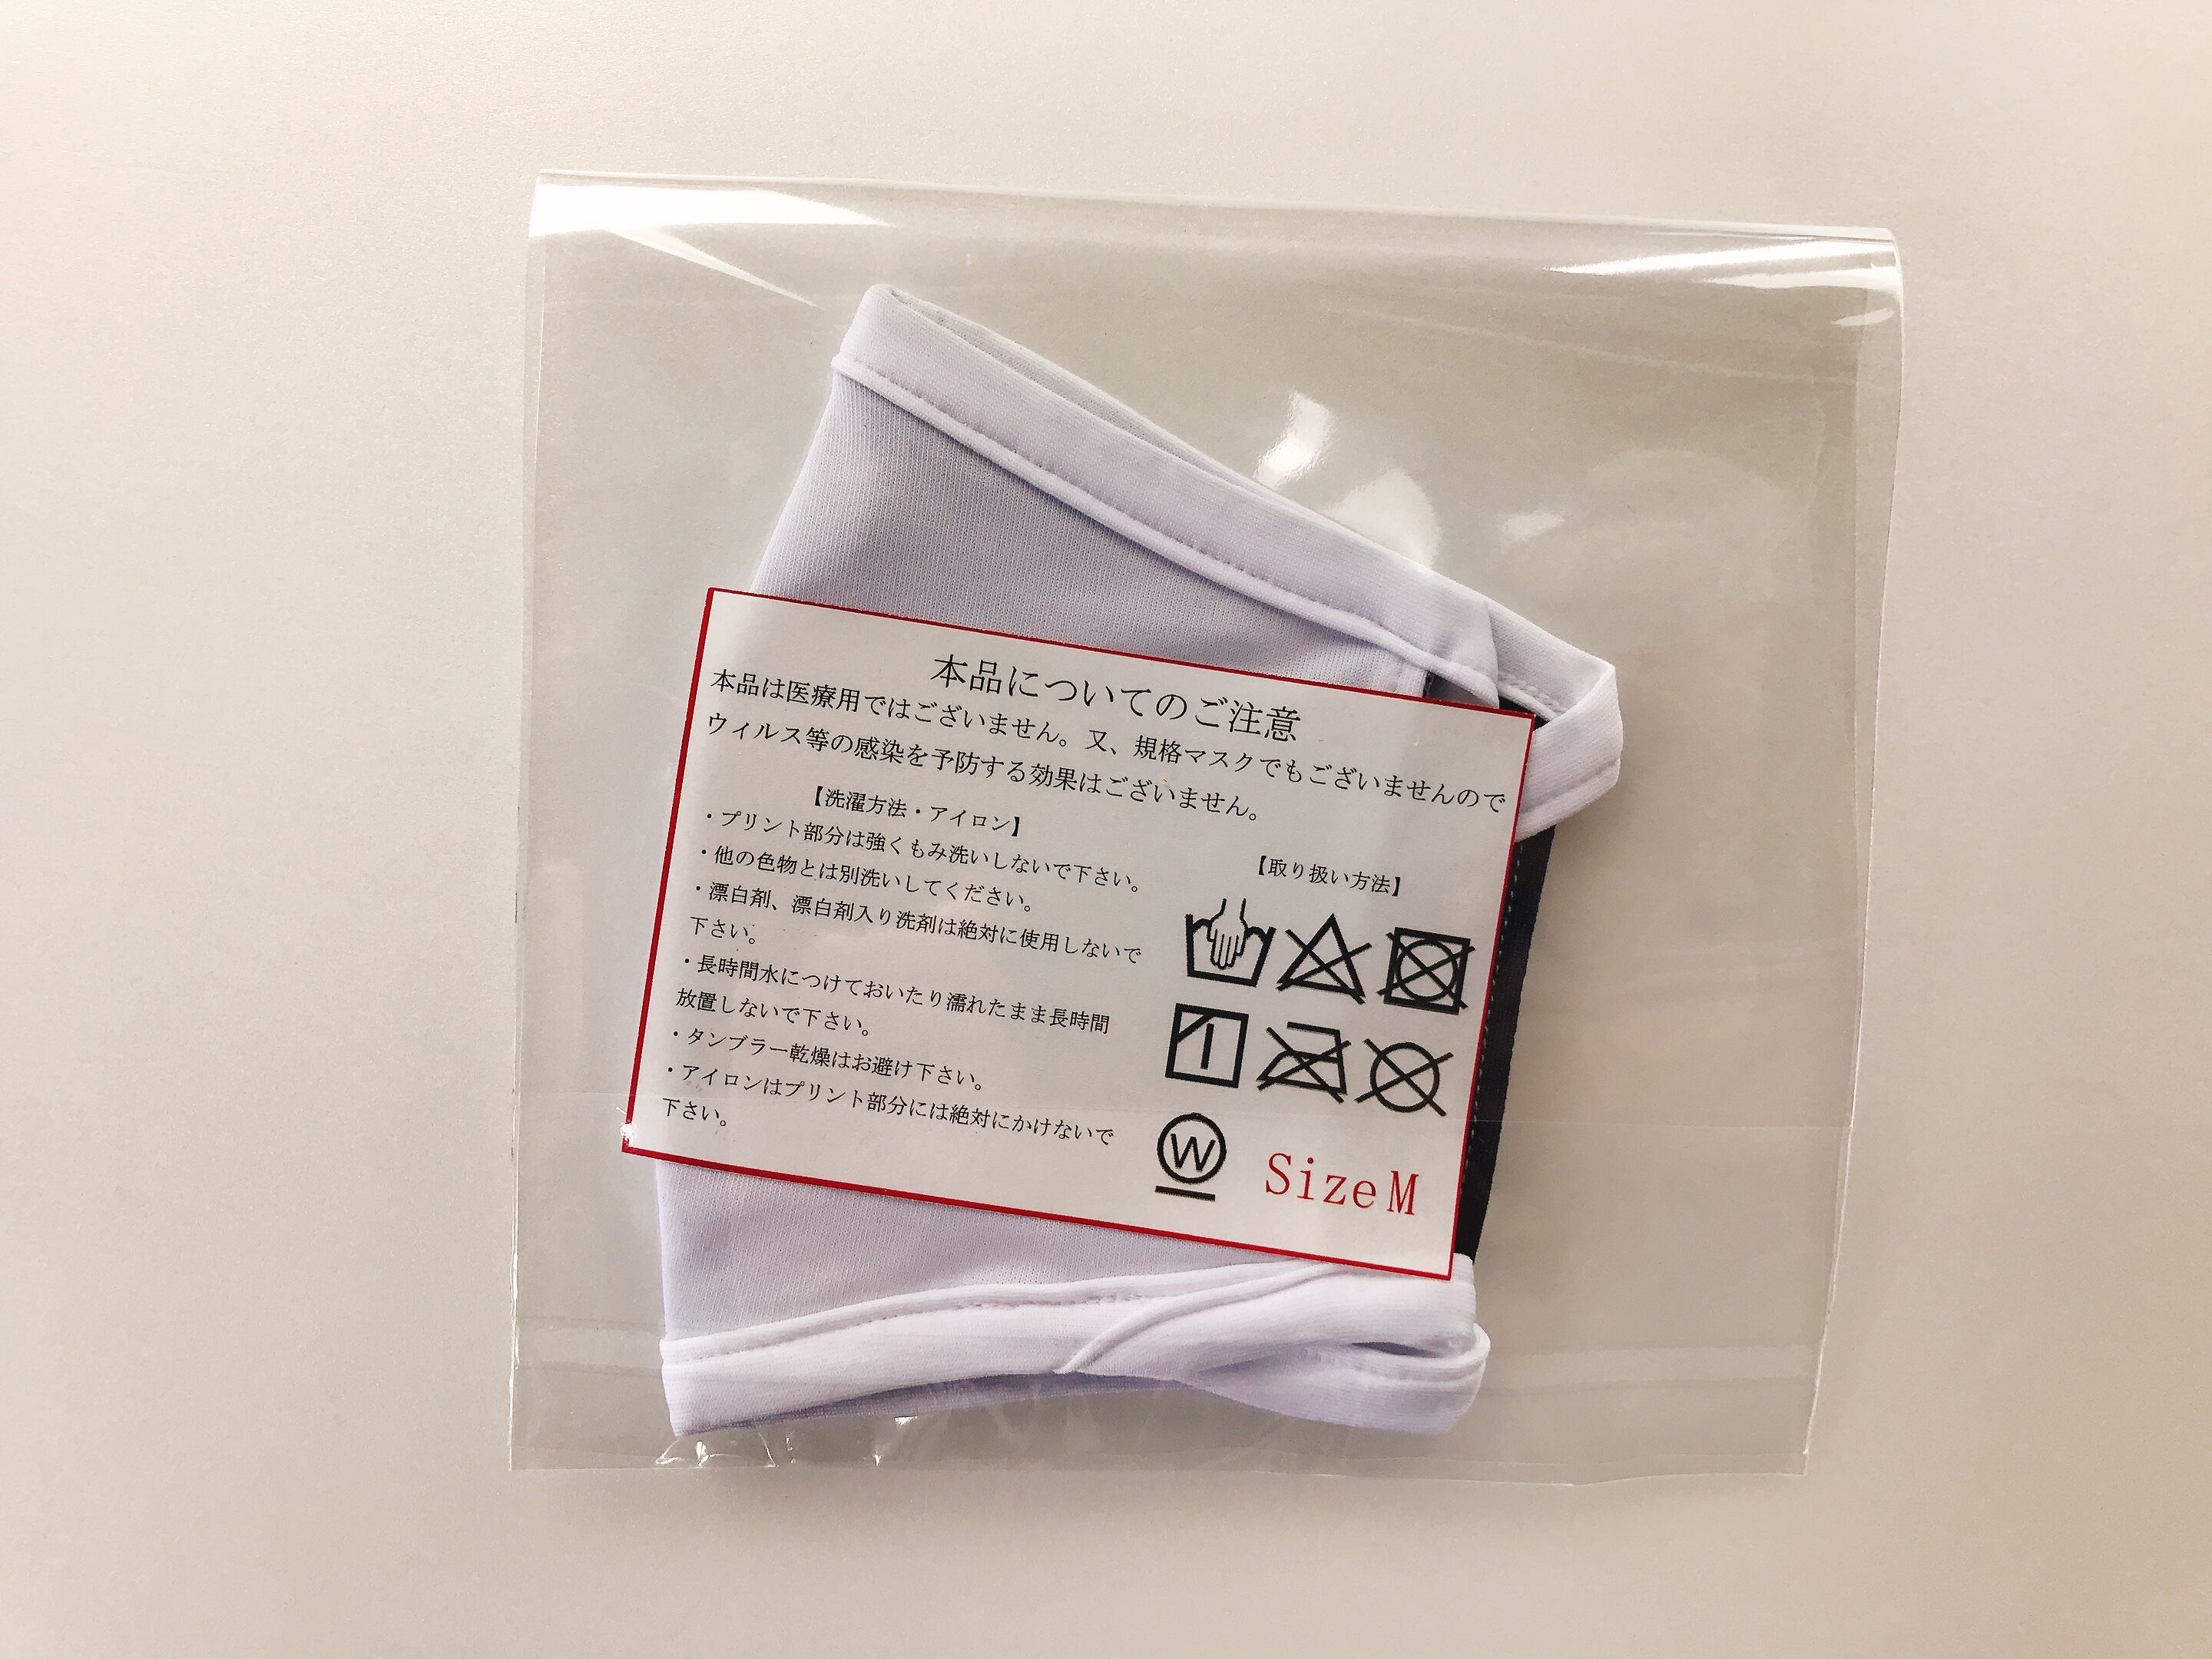 本品についてのご注意
本品は医療用ではございません。又、規格マスクでもございませんので
ウィルス等の感染を予防する効果はございません。
【洗濯方法・アイロン】
・プリント部分は強くもみ洗いしないで下さい。
・他の色物とは別洗いしてください。
・漂白剤、漂白剤入り洗剤は絶対に使用しないで
下さい。
・長時間水につけておいたり濡れたまま長時間
放置しないで下さい。
・タンブラー乾燥はお避け下さい。
・アイロンはプリント部分には絶対にかけないで
下さい。
【取り扱い方法】
W
Size M